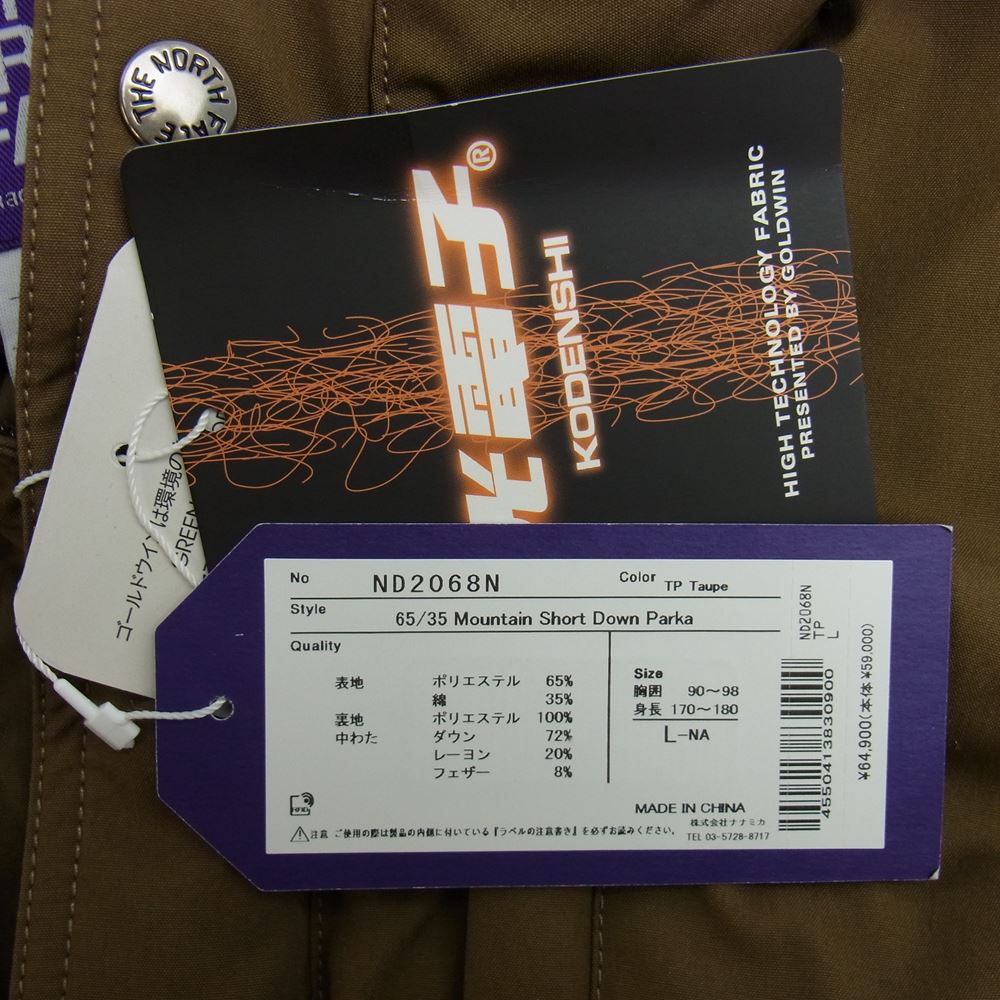 THE NORTH FACE
光電子®
KODENSHI
HIGH TECHNOLOGY FABRIC
PRESENTED BY GOLDWIN
ゴールドウインは環境の
GREEN
No ND2068N Color TP Taupe
Style 65/35 Mountain Short Down Parka
Quality
表地 ポリエステル 65%
綿 35%
裏地 ポリエステル 100%
中わた ダウン 72%
レーヨン 20%
フェザー 8%
Size
胸囲 90〜98
身長 170〜180
L-NA
MADE IN CHINA
株式会社ナナミカ
TEL 03-5728-8717
注意 ご使用の際は製品の内側に付いている『ラベルの注意書き』を必ずお読みください。
ND2068N
TP
L
4550413830900
¥64,900(本体 ¥59,000)